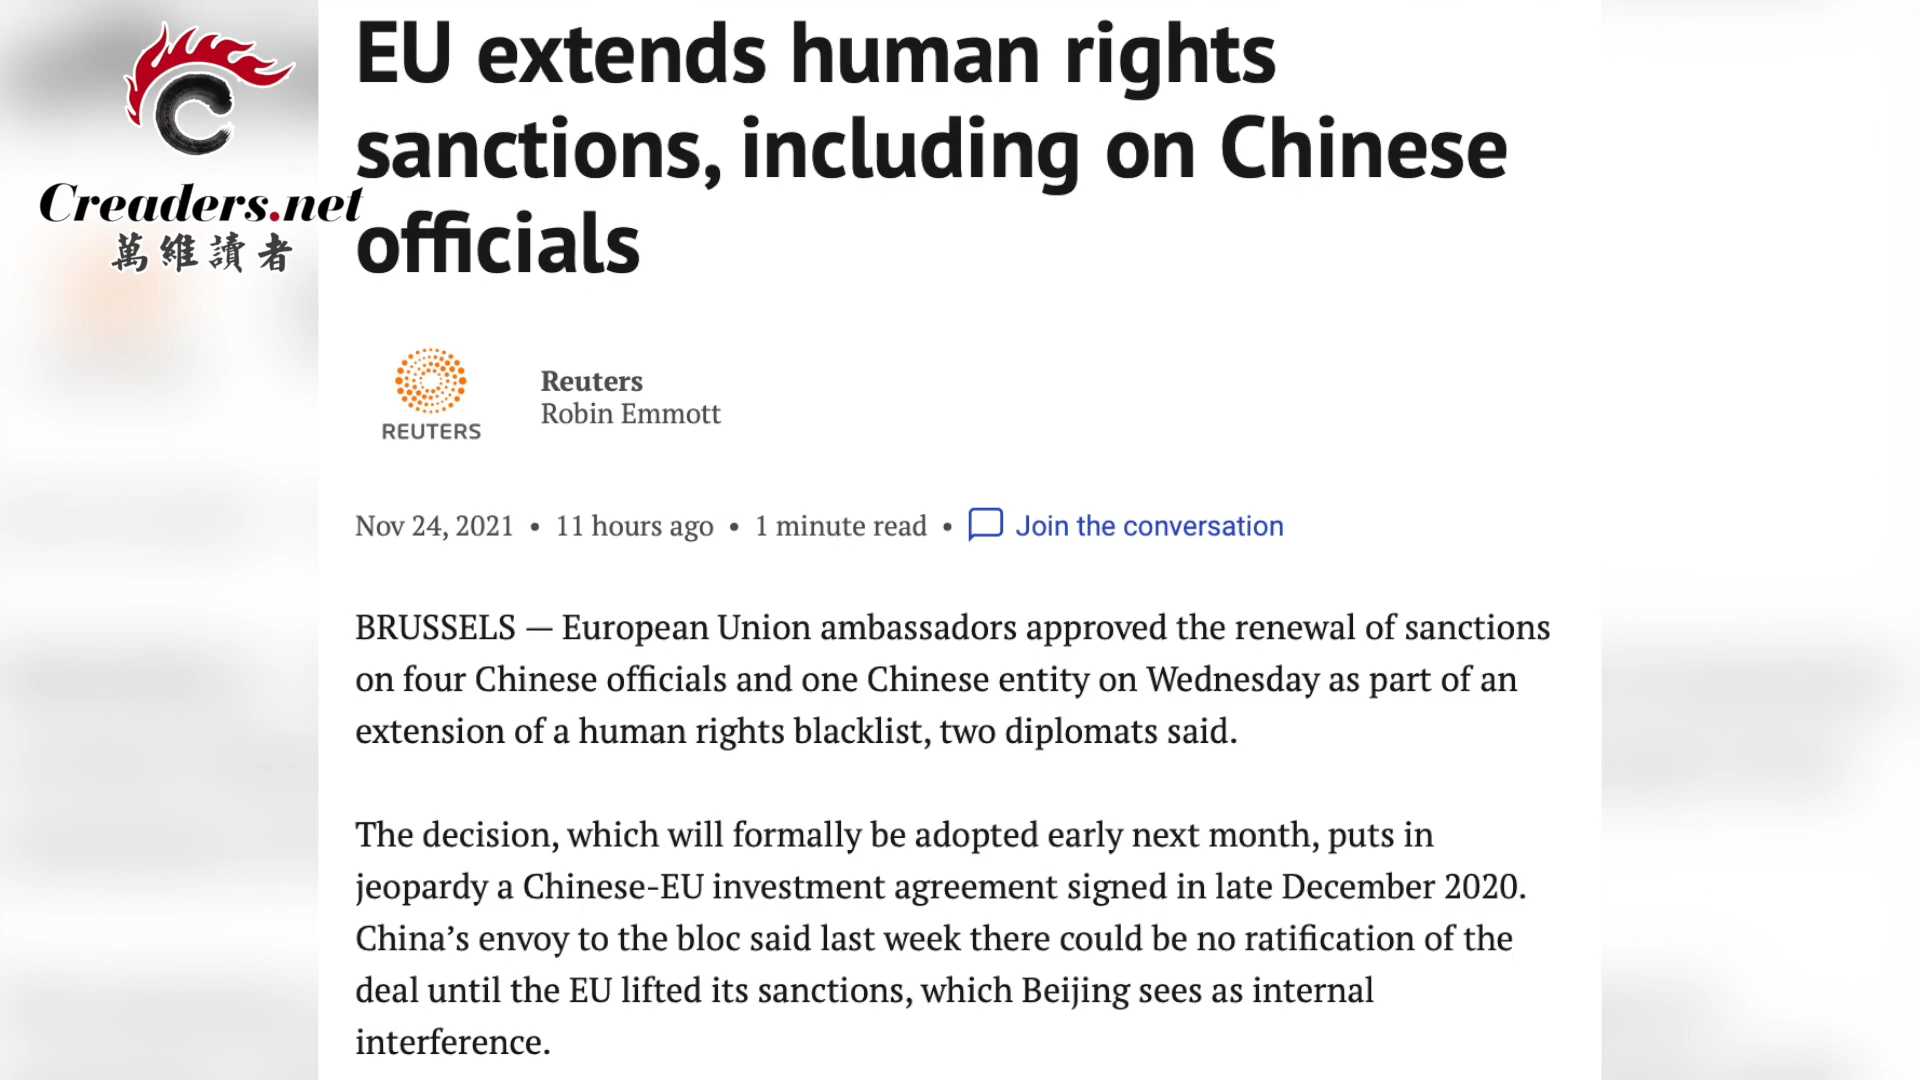 Creaders.net
萬維讀者
EU extends human rights
sanctions, including on Chinese
officials
REUTERS
Reuters
Robin Emmott
Nov 24, 2021 • 11 hours ago • 1 minute read • Join the conversation
BRUSSELS — European Union ambassadors approved the renewal of sanctions
on four Chinese officials and one Chinese entity on Wednesday as part of an
extension of a human rights blacklist, two diplomats said.
The decision, which will formally be adopted early next month, puts in
jeopardy a Chinese-EU investment agreement signed in late December 2020.
China’s envoy to the bloc said last week there could be no ratification of the
deal until the EU lifted its sanctions, which Beijing sees as internal
interference.